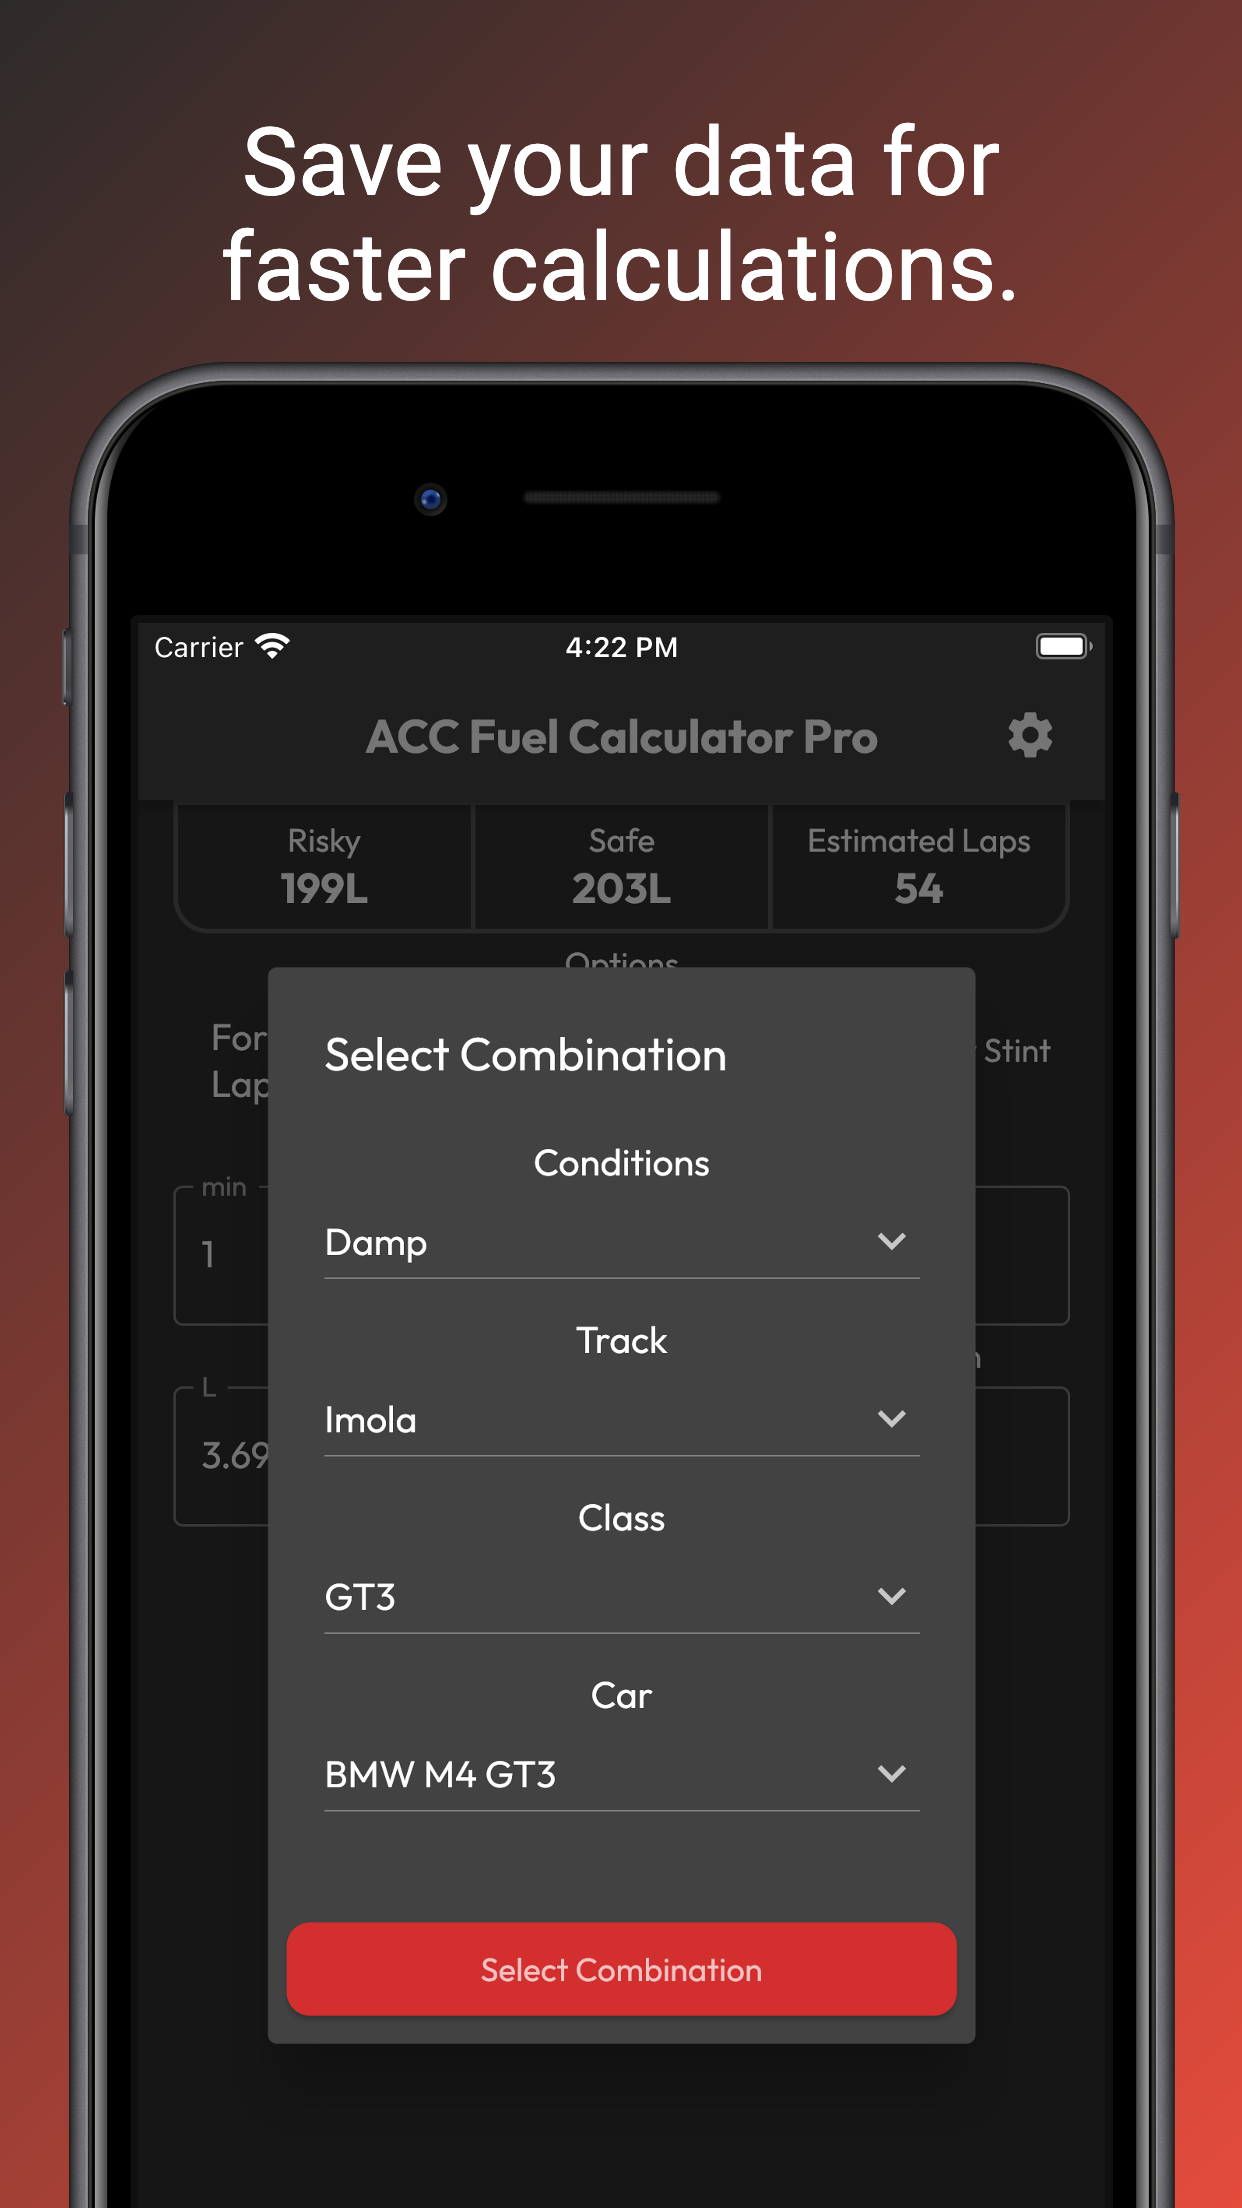 Save your data for
faster calculations.
Carrier 4:22 PM
ACC Fuel Calculator Pro
Risky Safe Estimated Laps
199L 203L 54
Options
Select Combination
Stint
Conditions
min
Damp
1
Track
L
Imola
3.69
Class
GT3
Car
BMW M4 GT3
Select Combination